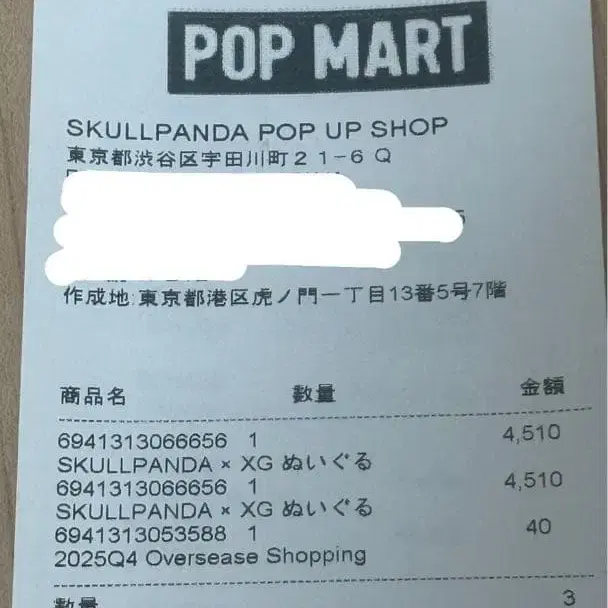 POP MART
SKULLPANDA POP UP SHOP
東京都渋谷区宇田川町21-6 Q
作成地:東京都港区虎ノ門一丁目13番5号7階
商品名 数量 金額
6941313066656 1 4,510
SKULLPANDA × XG ぬいぐる
6941313066656 1 4,510
SKULLPANDA × XG ぬいぐる
6941313053588 1 40
2025Q4 Oversease Shopping
数量 3